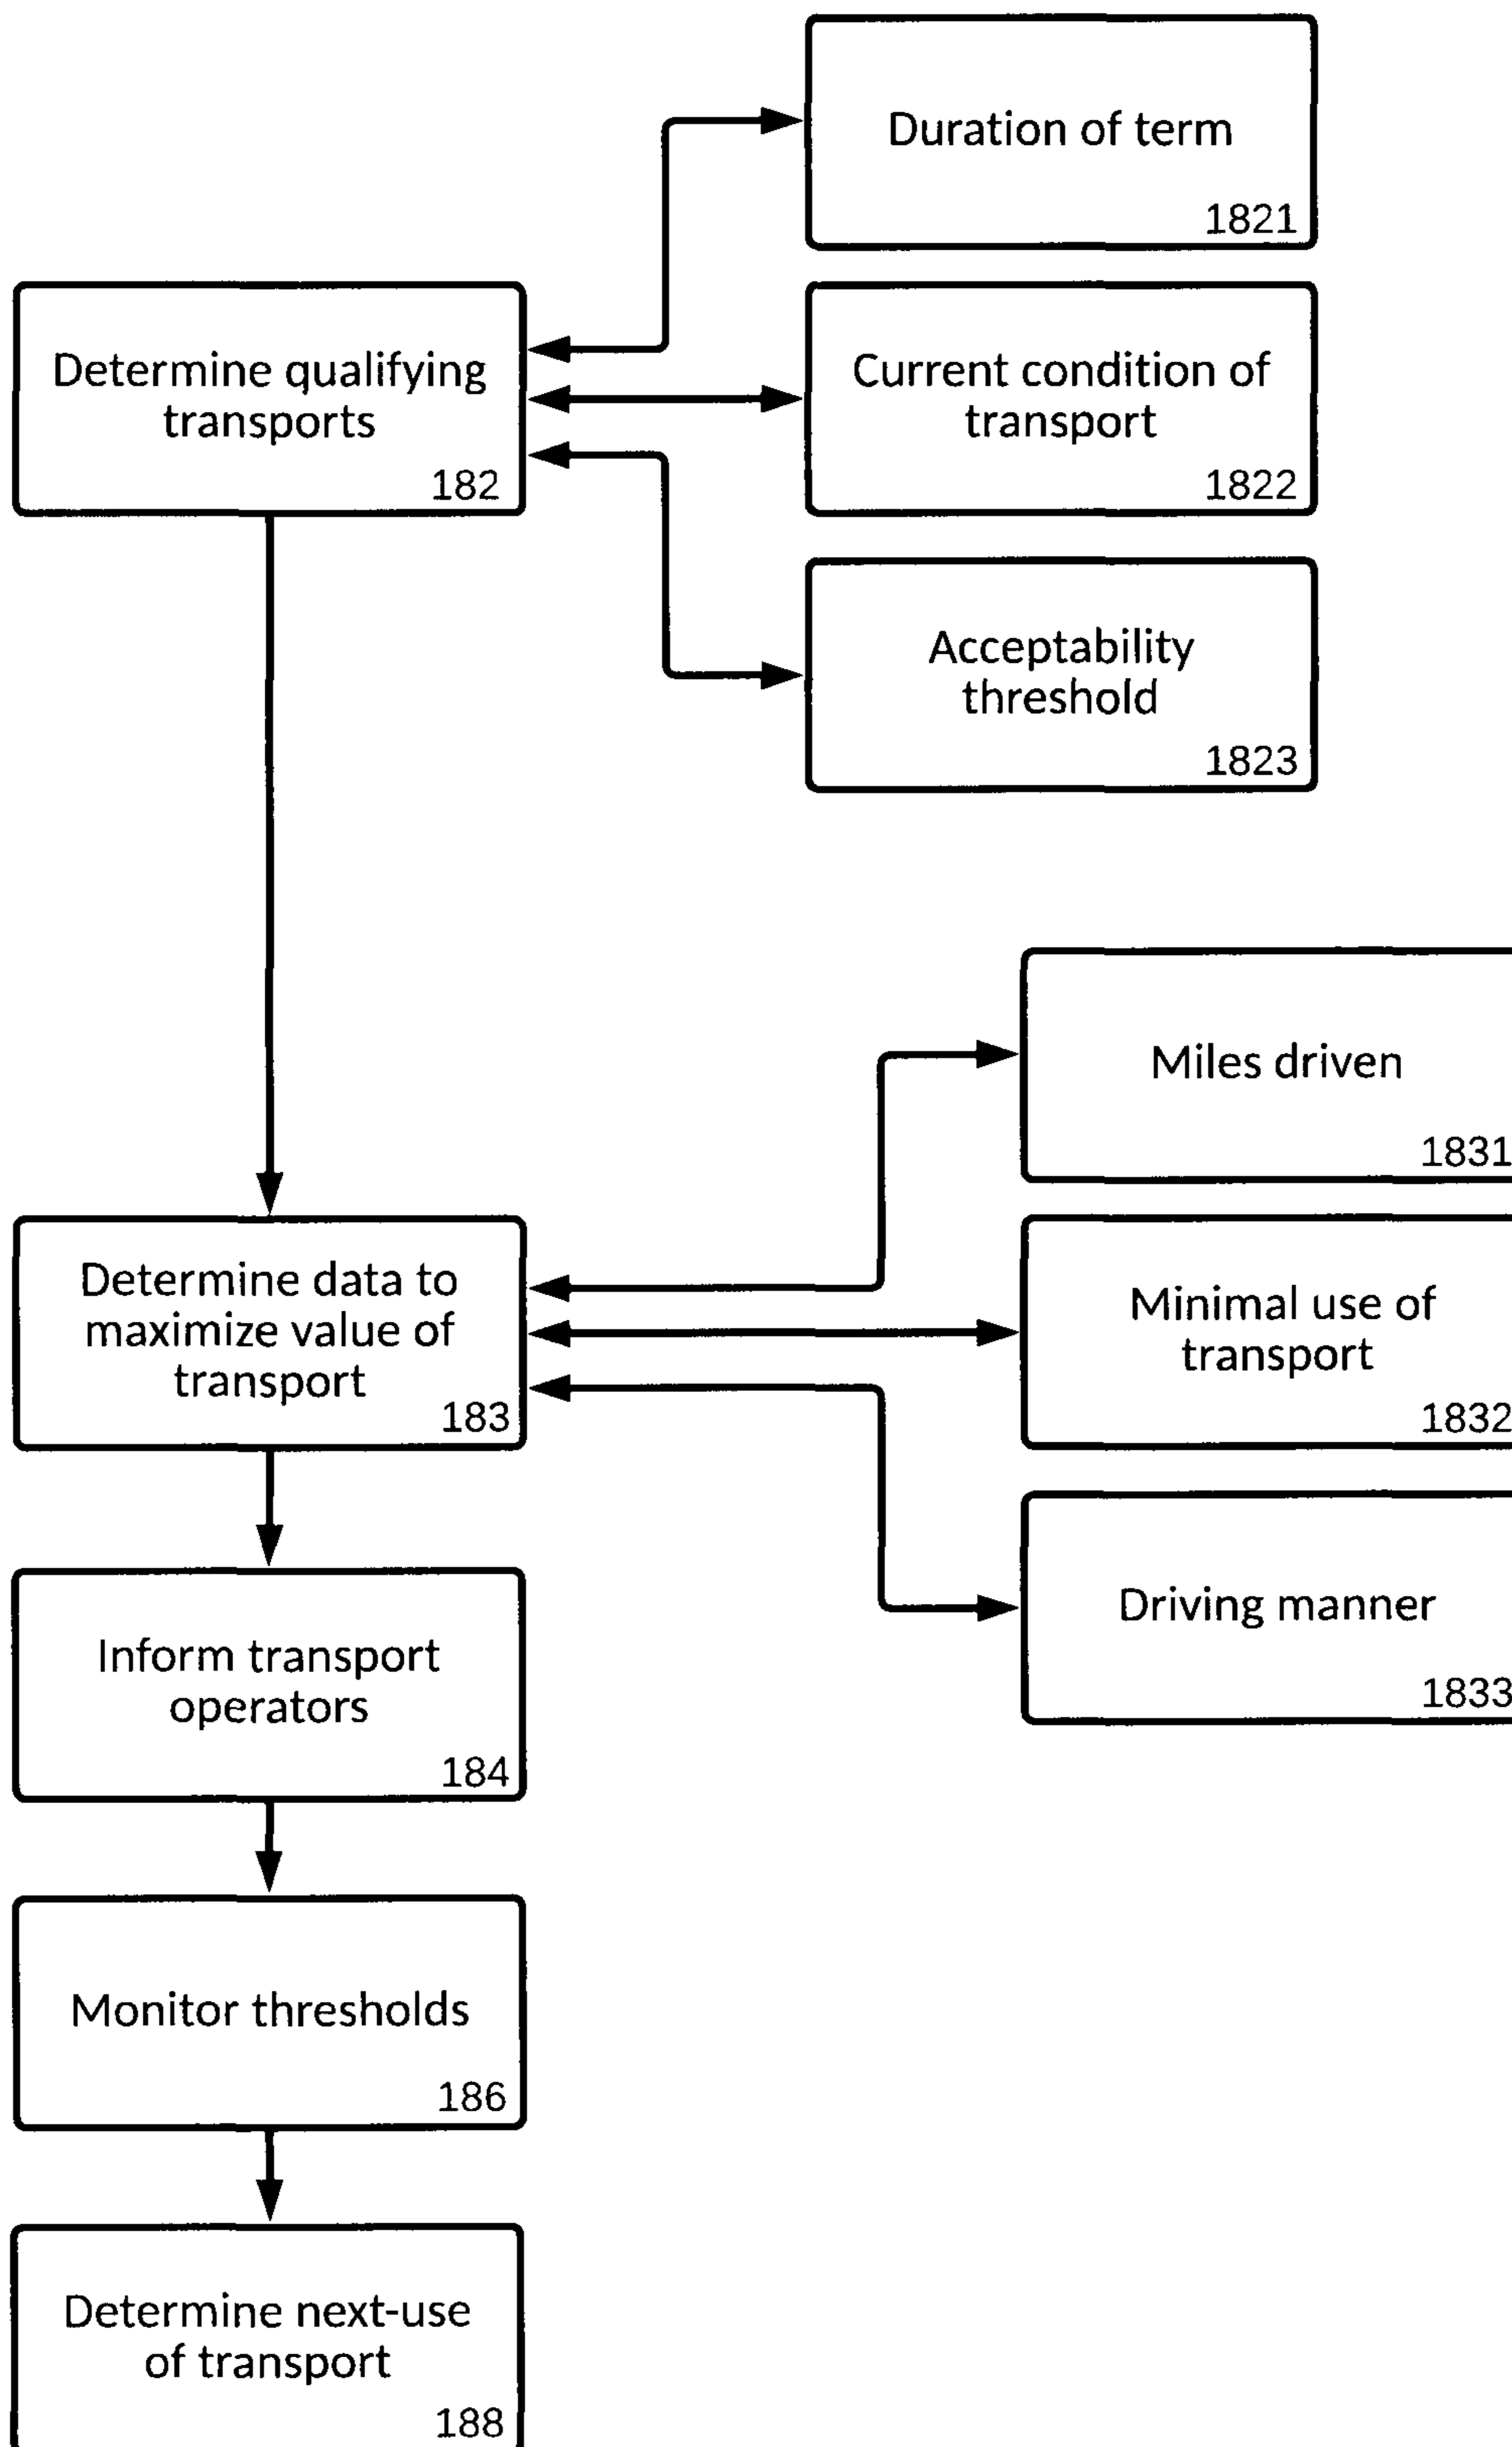 Duration of term
1821
Determine qualifying
transports
182
Current condition of
transport
1822
Acceptability
threshold
1823
Miles driven
1831
Determine data to
maximize value of
transport
183
Minimal use of
transport
1832
Driving manner
1833
Inform transport
operators
184
Monitor thresholds
186
Determine next-use
of transport
188